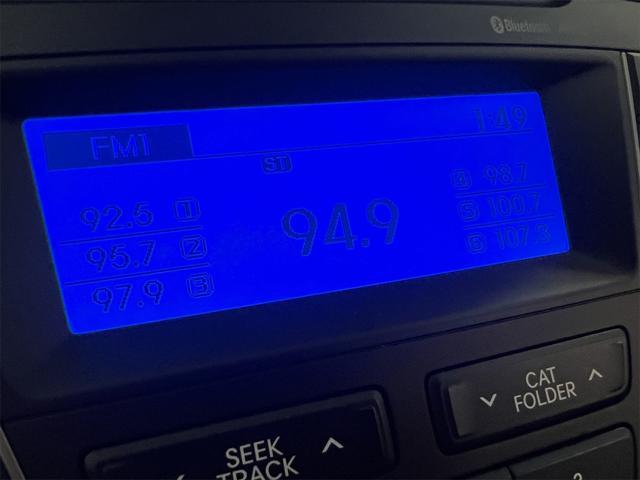 Bluetooth
FM1
1:49
ST
92.5 1
95.7 2
97.9 3
94.9
4 98.7
5 100.7
6 107.3
CAT
FOLDER
SEEK
TRACK